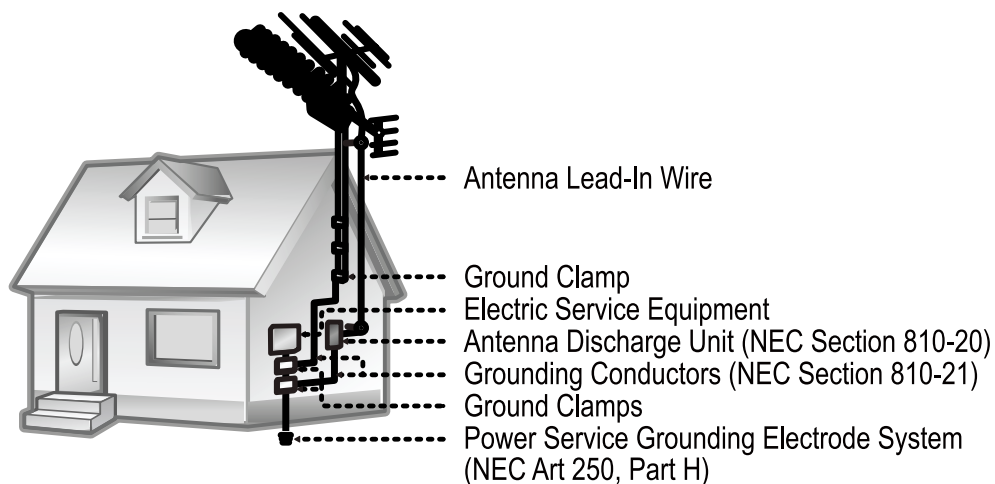 Antenna Lead-In Wire
Ground Clamp
Electric Service Equipment
Antenna Discharge Unit (NEC Section 810-20)
Grounding Conductors (NEC Section 810-21)
Ground Clamps
Power Service Grounding Electrode System
(NEC Art 250, Part H)